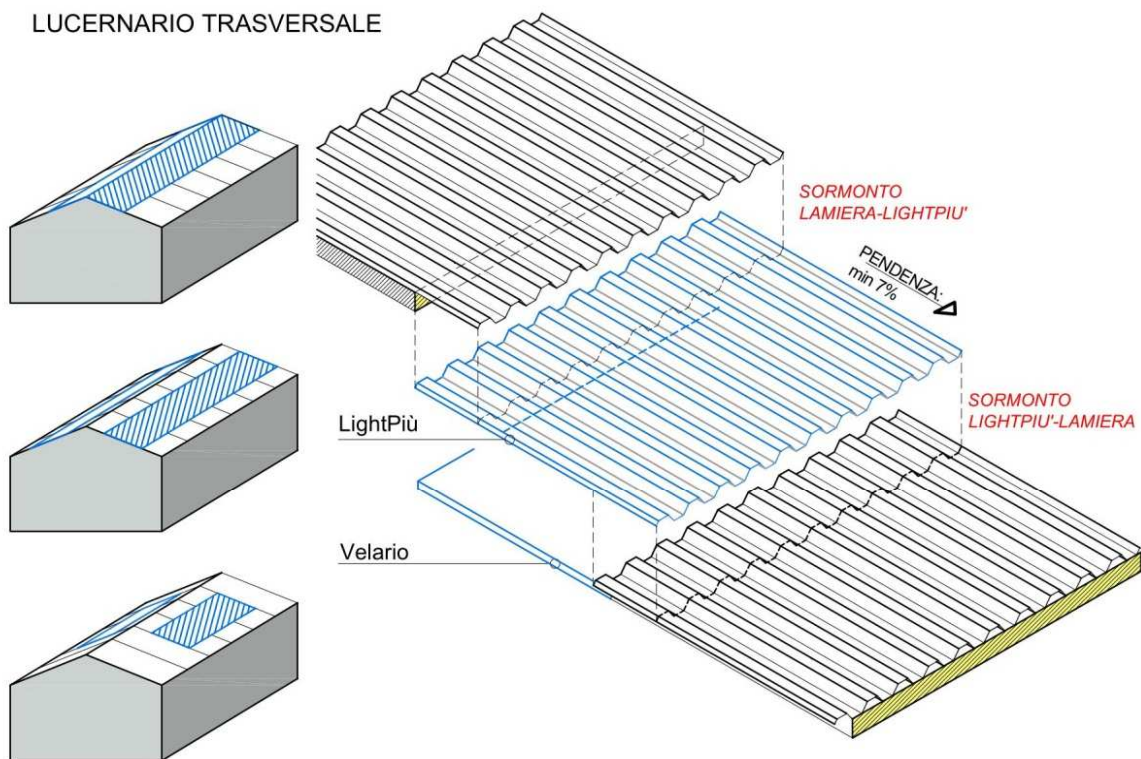 LUCERNARIO TRASVERSALE
SORMONTO
LAMIERA-LIGHTPIU'
PENDENZA:
min 7%
SORMONTO
LIGHTPIU'-LAMIERA
LightPiù
Velario